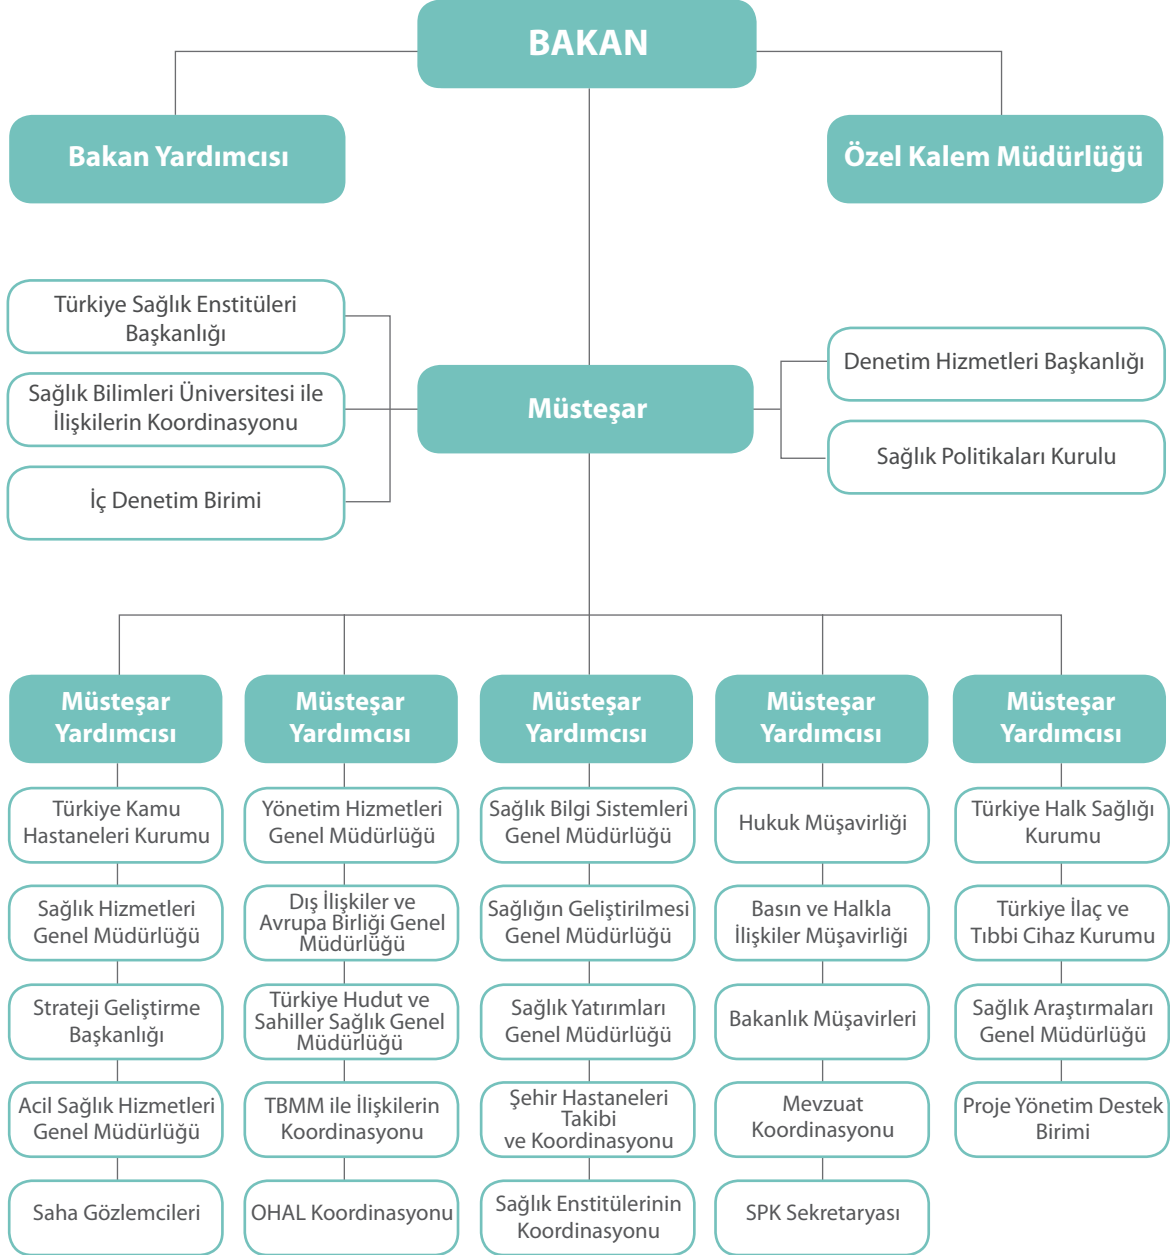 BAKAN
Bakan Yardımcısı
Özel Kalem Müdürlüğü
Türkiye Sağlık Enstitüleri
Başkanlığı
Sağlık Bilimleri Üniversitesi ile
İlişkilerin Koordinasyonu
İç Denetim Birimi
Müsteşar
Denetim Hizmetleri Başkanlığı
Sağlık Politikaları Kurulu
Müsteşar
Yardımcısı
Türkiye Kamu
Hastaneleri Kurumu
Sağlık Hizmetleri
Genel Müdürlüğü
Strateji Geliştirme
Başkanlığı
Acil Sağlık Hizmetleri
Genel Müdürlüğü
Saha Gözlemcileri
Müsteşar
Yardımcısı
Yönetim Hizmetleri
Genel Müdürlüğü
Dış İlişkiler ve
Avrupa Birliği Genel
Müdürlüğü
Türkiye Hudut ve
Sahiller Sağlık Genel
Müdürlüğü
TBMM ile İlişkilerin
Koordinasyonu
OHAL Koordinasyonu
Müsteşar
Yardımcısı
Sağlık Bilgi Sistemleri
Genel Müdürlüğü
Sağlığın Geliştirilmesi
Genel Müdürlüğü
Sağlık Yatırımları
Genel Müdürlüğü
Şehir Hastaneleri
Takibi
ve Koordinasyonu
Sağlık Enstitülerinin
Koordinasyonu
Müsteşar
Yardımcısı
Hukuk Müşavirliği
Basın ve Halkla
İlişkiler Müşavirliği
Bakanlık Müşavirleri
Mevzuat
Koordinasyonu
SPK Sekretaryası
Müsteşar
Yardımcısı
Türkiye Halk Sağlığı
Kurumu
Türkiye İlaç ve
Tıbbi Cihaz Kurumu
Sağlık Araştırmaları
Genel Müdürlüğü
Proje Yönetim Destek
Birimi